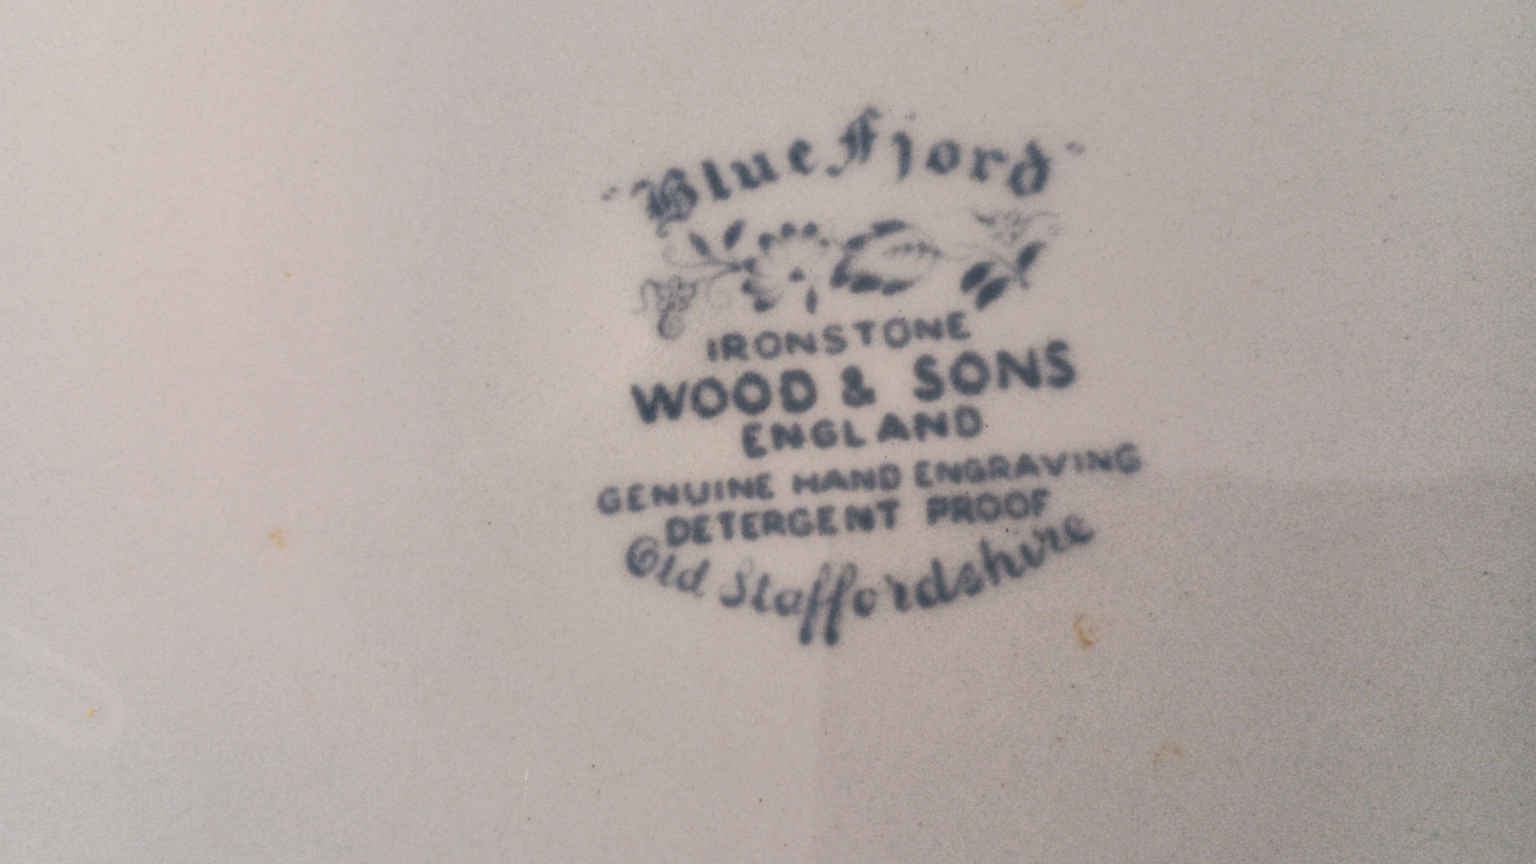 "Blue Fjord"
IRONSTONE
WOOD & SONS
ENGLAND
GENUINE HAND ENGRAVING
DETERGENT PROOF
Old Staffordshire